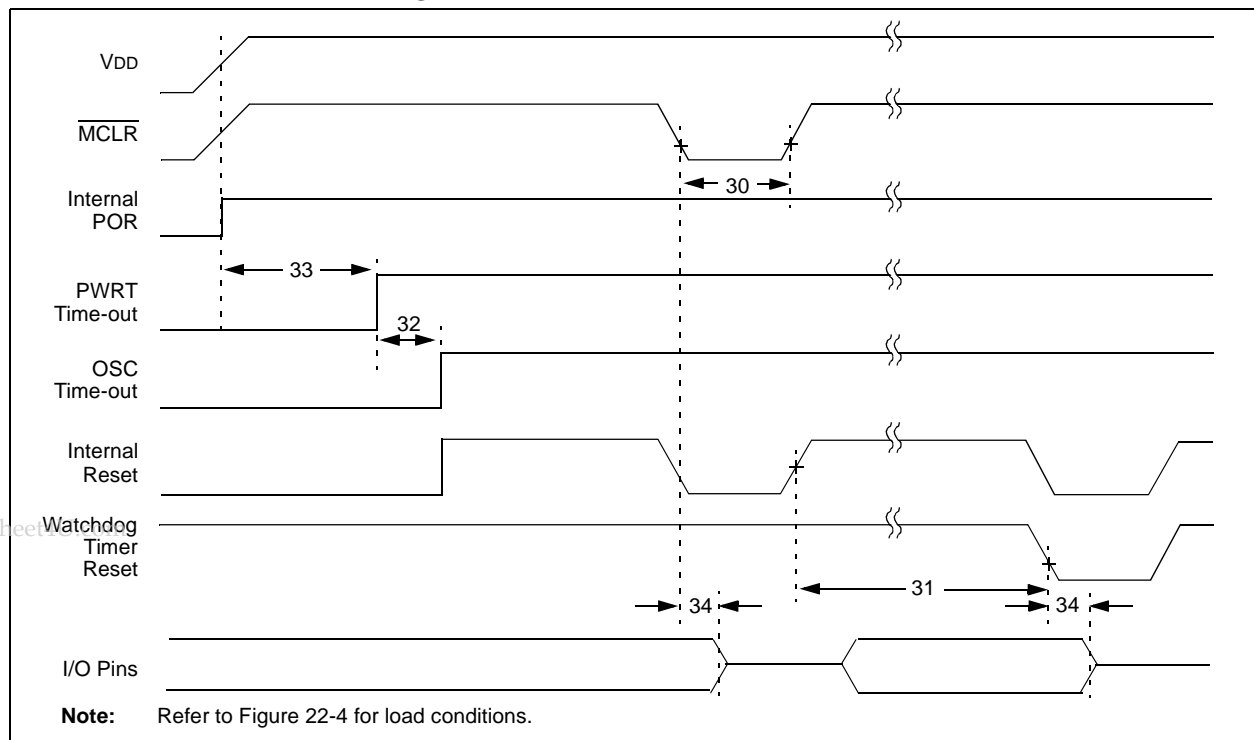 VDD
MCLR
30
Internal
POR
33
PWRT
Time-out
32
OSC
Time-out
Internal
Reset
Watchdog
Timer
Reset
31
34
34
I/O Pins
Note: Refer to Figure 22-4 for load conditions.